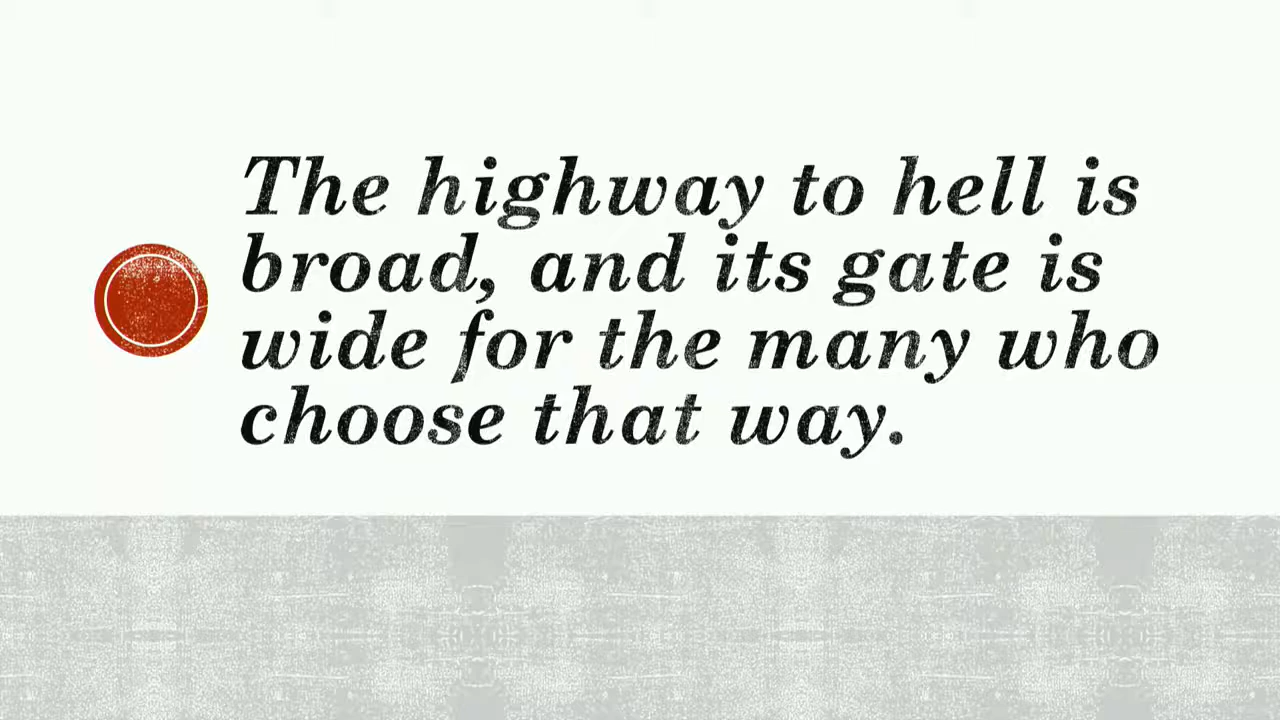 The highway to hell is
broad, and its gate is
wide for the many who
choose that way.